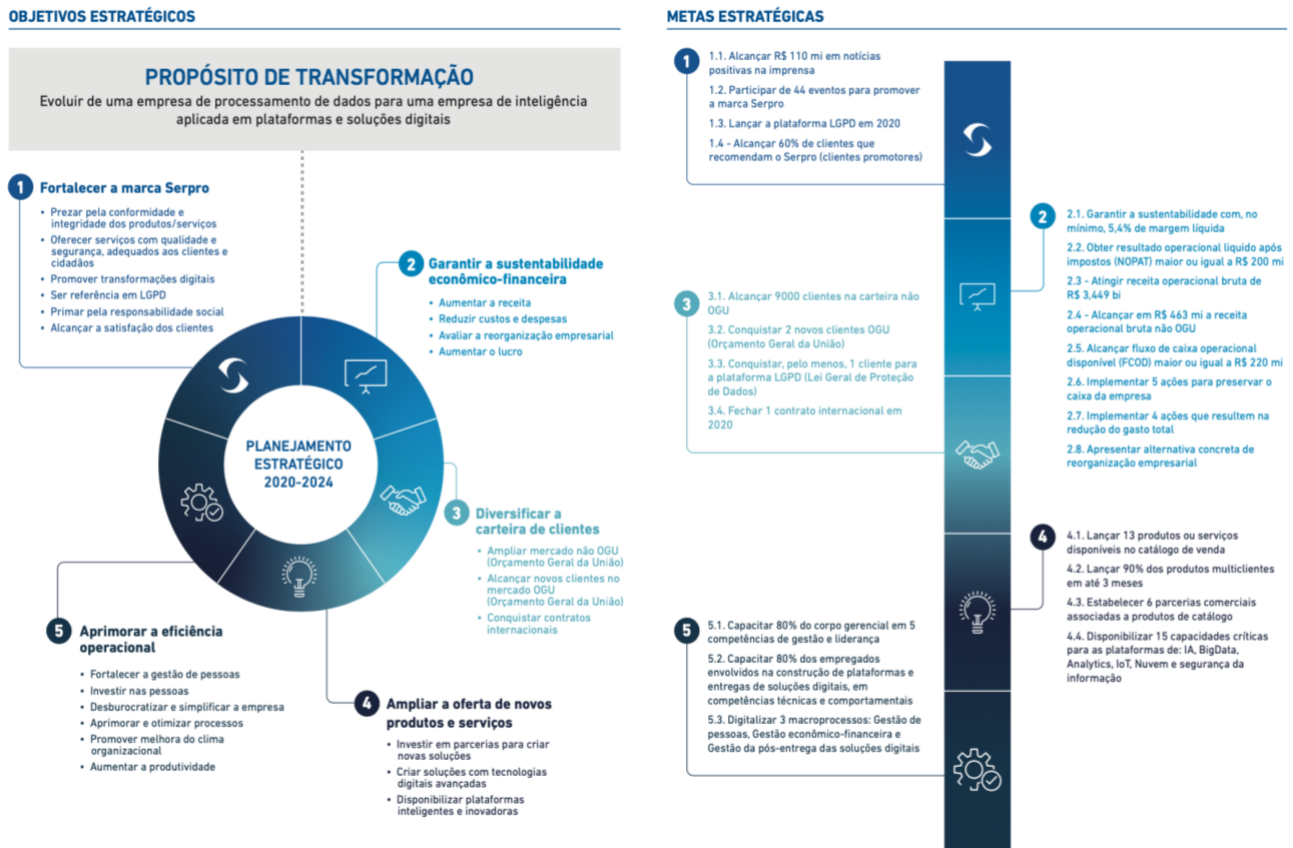 OBJETIVOS ESTRATÉGICOS
PROPÓSITO DE TRANSFORMAÇÃO
Evoluir de uma empresa de processamento de dados para uma empresa de inteligência
aplicada em plataformas e soluções digitais
1 Fortalecer a marca Serpro
• Prezar pela conformidade e
integridade dos produtos/serviços
• Oferecer serviços com qualidade e
segurança, adequados aos clientes e
cidadãos
• Promover transformações digitais
• Ser referência em LGPD
• Primar pela responsabilidade social
• Alcançar a satisfação dos clientes
2 Garantir a sustentabilidade
econômico-financeira
• Aumentar a receita
• Reduzir custos e despesas
• Avaliar a reorganização empresarial
• Aumentar o lucro
PLANEJAMENTO
ESTRATÉGICO
2020-2024
3 Diversificar a
carteira de clientes
• Ampliar mercado não OGU
(Orçamento Geral da União)
• Alcançar novos clientes no
mercado OGU
(Orçamento Geral da União)
• Conquistar contratos
internacionais
5 Aprimorar a eficiência
operacional
• Fortalecer a gestão de pessoas
• Investir nas pessoas
• Desburocratizar e simplificar a empresa
• Aprimorar e otimizar processos
• Promover melhora do clima
organizacional
• Aumentar a produtividade
4 Ampliar a oferta de novos
produtos e serviços
• Investir em parcerias para criar
novas soluções
• Criar soluções com tecnologias
digitais avançadas
• Disponibilizar plataformas
inteligentes e inovadoras
METAS ESTRATÉGICAS
1
1.1. Alcançar R$ 110 mi em notícias
positivas na imprensa
1.2. Participar de 44 eventos para promover
a marca Serpro
1.3. Lançar a plataforma LGPD em 2020
1.4 - Alcançar 60% de clientes que
recomendam o Serpro (clientes promotores)
2
2.1. Garantir a sustentabilidade com, no
mínimo, 5,4% de margem líquida
2.2. Obter resultado operacional líquido após
impostos (NOPAT) maior ou igual a R$ 200 mi
2.3 - Atingir receita operacional bruta de
R$ 3,449 bi
2.4 - Alcançar em R$ 463 mi a receita
operacional bruta não OGU
2.5. Alcançar fluxo de caixa operacional
disponível (FCOD) maior ou igual a R$ 220 mi
2.6. Implementar 5 ações para preservar o
caixa da empresa
2.7. Implementar 4 ações que resultem na
redução do gasto total
2.8. Apresentar alternativa concreta de
reorganização empresarial
3
3.1. Alcançar 9000 clientes na carteira não
OGU
3.2. Conquistar 2 novos clientes OGU
(Orçamento Geral da União)
3.3. Conquistar, pelo menos, 1 cliente para
a plataforma LGPD (Lei Geral de Proteção
de Dados)
3.4. Fechar 1 contrato internacional em
2020
4
4.1. Lançar 13 produtos ou serviços
disponíveis no catálogo de venda
4.2. Lançar 90% dos produtos multiclientes
em até 3 meses
4.3. Estabelecer 6 parcerias comerciais
associadas a produtos de catálogo
4.4. Disponibilizar 15 capacidades críticas
para as plataformas de: IA, BigData,
Analytics, IoT, Nuvem e segurança da
informação
5
5.1. Capacitar 80% do corpo gerencial em 5
competências de gestão e liderança
5.2. Capacitar 80% dos empregados
envolvidos na construção de plataformas e
entregas de soluções digitais, em
competências técnicas e comportamentais
5.3. Digitalizar 3 macroprocessos: Gestão de
pessoas, Gestão econômico-financeira e
Gestão da pós-entrega das soluções digitais